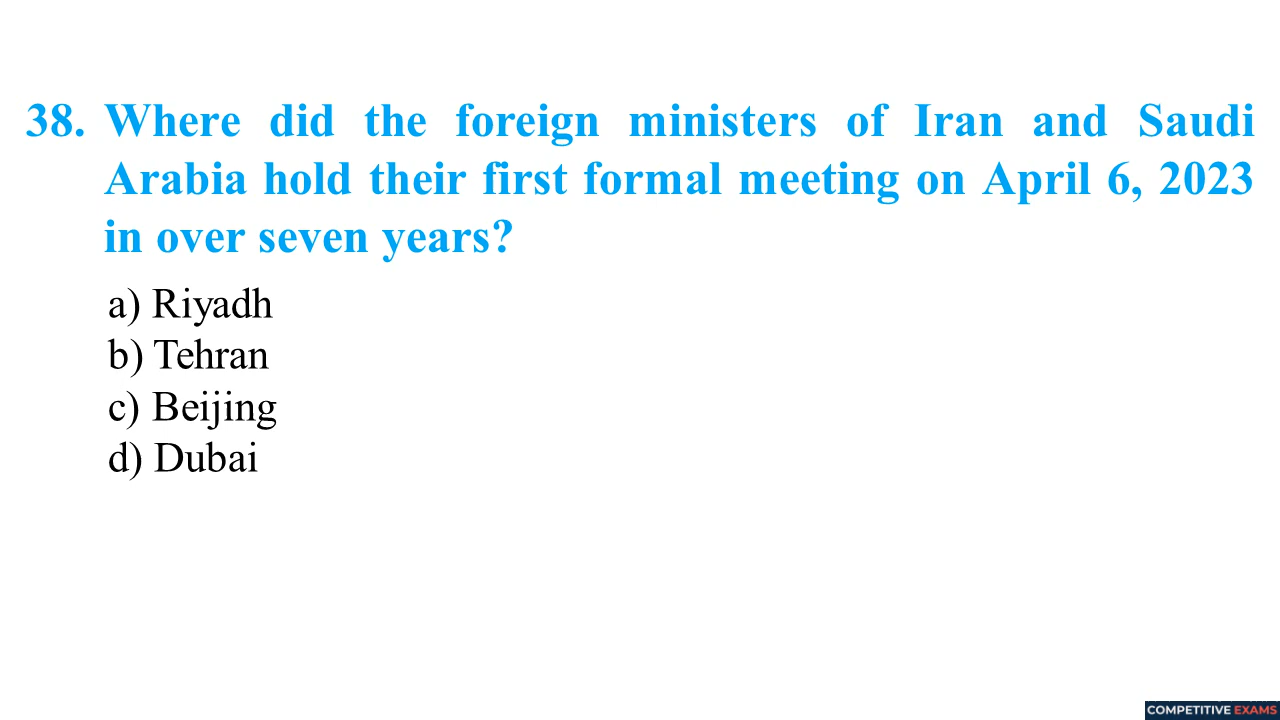 38. Where did the foreign ministers of Iran and Saudi
Arabia hold their first formal meeting on April 6, 2023
in over seven years?
a) Riyadh
b) Tehran
c) Beijing
d) Dubai
COMPETITIVE EXAMS